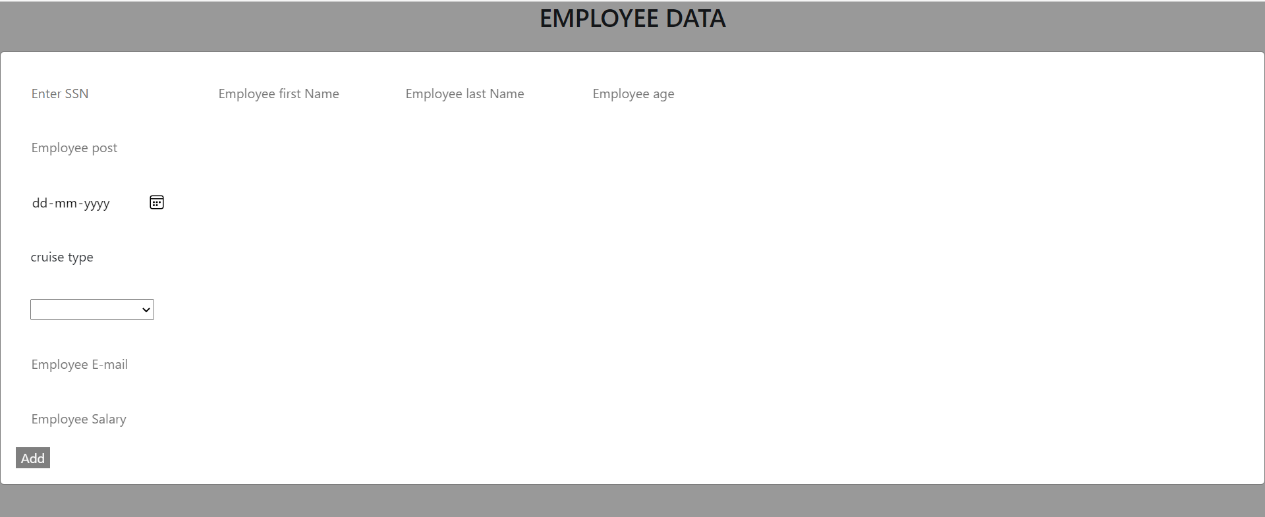 EMPLOYEE DATA
Enter SSN Employee first Name Employee last Name Employee age
Employee post
dd-mm-yyyy
cruise type
Employee E-mail
Employee Salary
Add